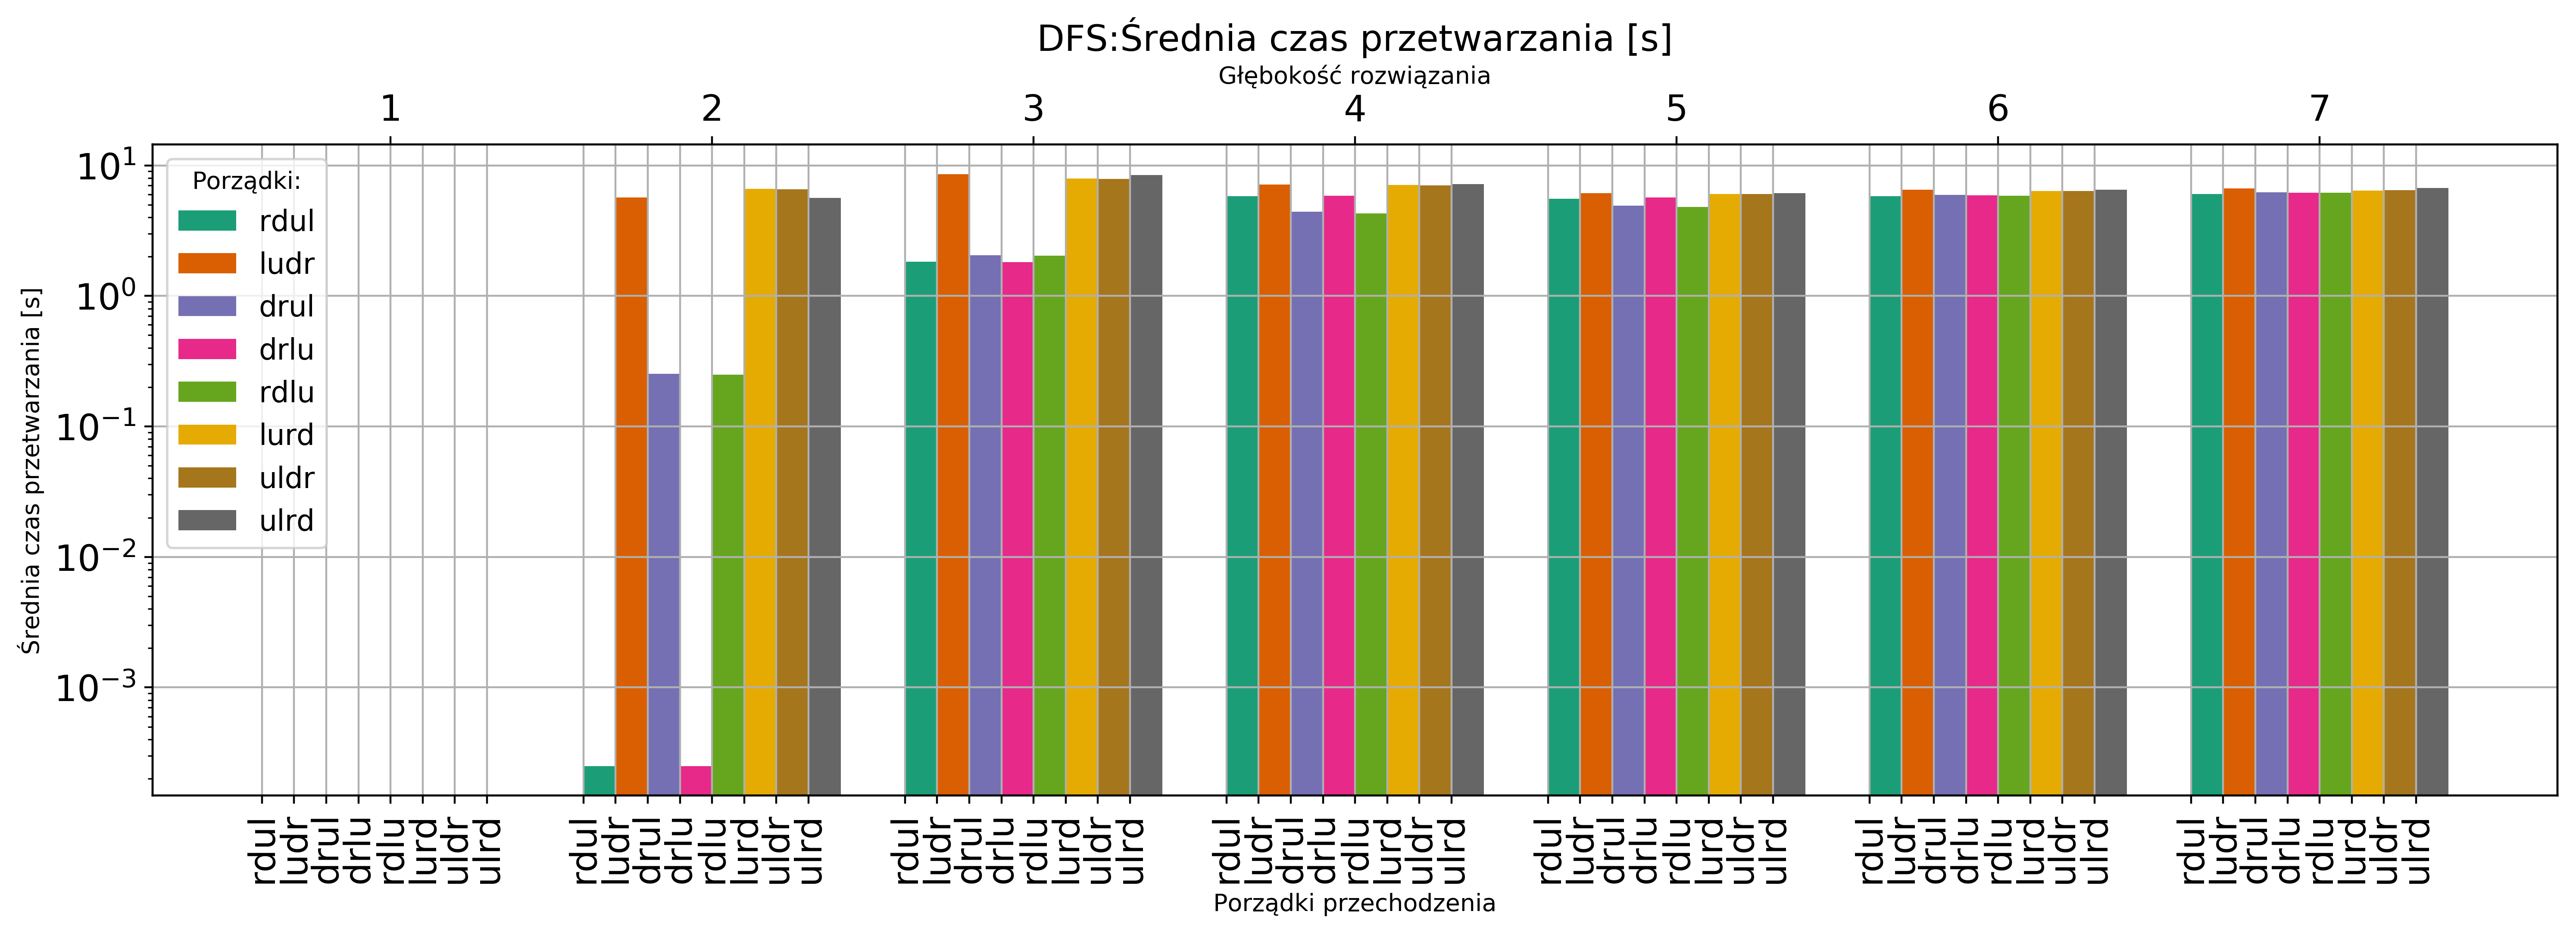 DFS:Średnia czas przetwarzania [s]
Głębokość rozwiązania
1 2 3 4 5 6 7
Średnia czas przetwarzania [s]
10¹
10⁰
10⁻¹
10⁻²
10⁻³
Porządki:
rdul
ludr
drul
drlu
rdlu
lurd
uldr
ulrd
rdul ludr drul drlu rdlu lurd uldr ulrd rdul ludr drul drlu rdlu lurd uldr ulrd rdul ludr drul drlu rdlu lurd uldr ulrd rdul ludr drul drlu rdlu lurd uldr ulrd rdul ludr drul drlu rdlu lurd uldr ulrd rdul ludr drul drlu rdlu lurd uldr ulrd rdul ludr drul drlu rdlu lurd uldr ulrd
Porządki przechodzenia